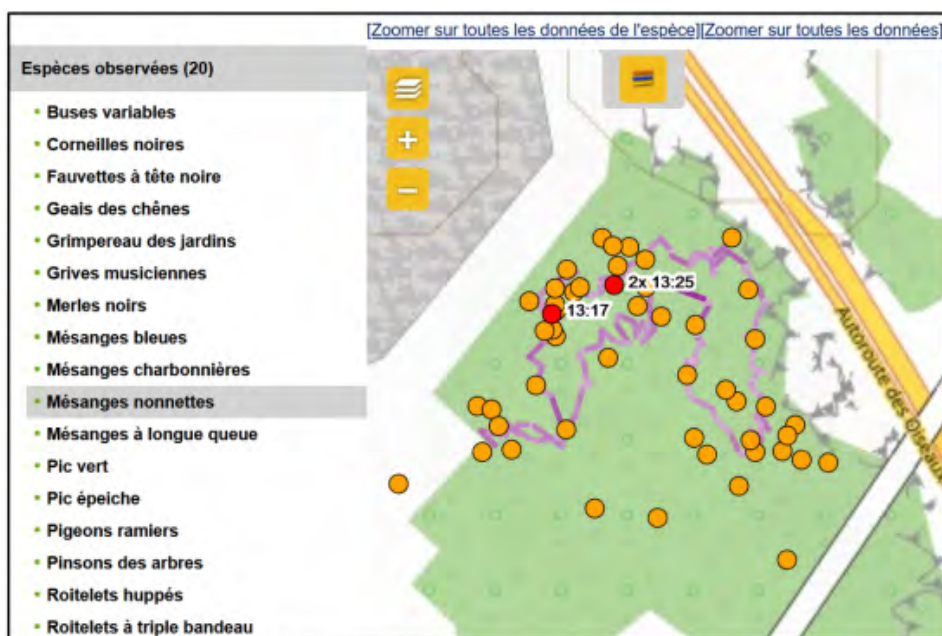 [Zoomer sur toutes les données de l'espèce][Zoomer sur toutes les données]
Espèces observées (20)
Buses variables
Corneilles noires
Fauvettes à tête noire
Geais des chênes
Grimpereau des jardins
Grives musiciennes
Merles noirs
Mésanges bleues
Mésanges charbonnières
Mésanges nonnettes
Mésanges à longue queue
Pic vert
Pic épeiche
Pigeons ramiers
Pinsons des arbres
Roitelets huppés
Roitelets à triple bandeau
2x 13:25
13:17
Autoroute des Oiseaux